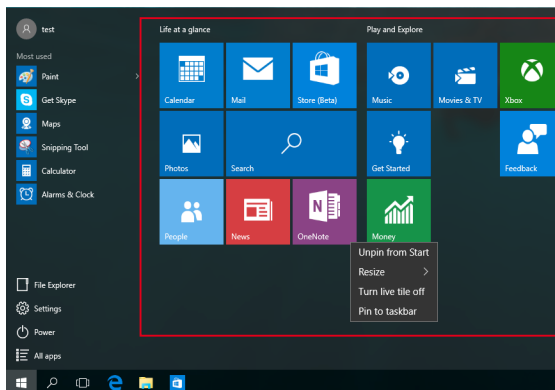 test
Most used
Paint
Get Skype
Maps
Snipping Tool
Calculator
Alarms & Clock
File Explorer
Settings
Power
All apps
Life at a glance
Calendar
Mail
Store (Beta)
Photos
Search
People
News
OneNote
Play and Explore
Music
Movies & TV
Xbox
Get Started
Feedback
Money
Unpin from Start
Resize
Turn live tile off
Pin to taskbar